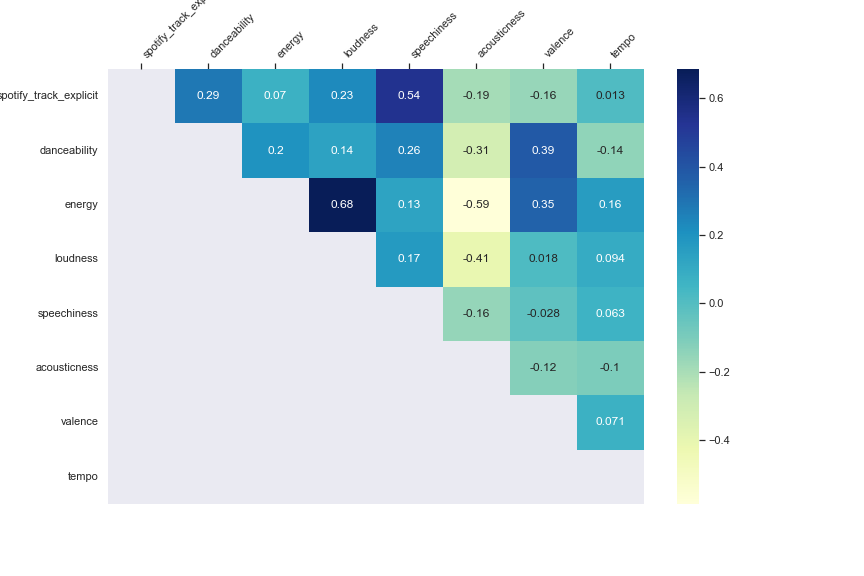 spotify_track_exp
danceability
energy
loudness
speechiness
acousticness
valence
tempo
spotify_track_explicit 0.29 0.07 0.23 0.54 -0.19 -0.16 0.013
danceability 0.2 0.14 0.26 -0.31 0.39 -0.14
energy 0.68 0.13 -0.59 0.35 0.16
loudness 0.17 -0.41 0.018 0.094
speechiness -0.16 -0.028 0.063
acousticness -0.12 -0.1
valence 0.071
tempo
0.6
0.4
0.2
0.0
−0.2
−0.4